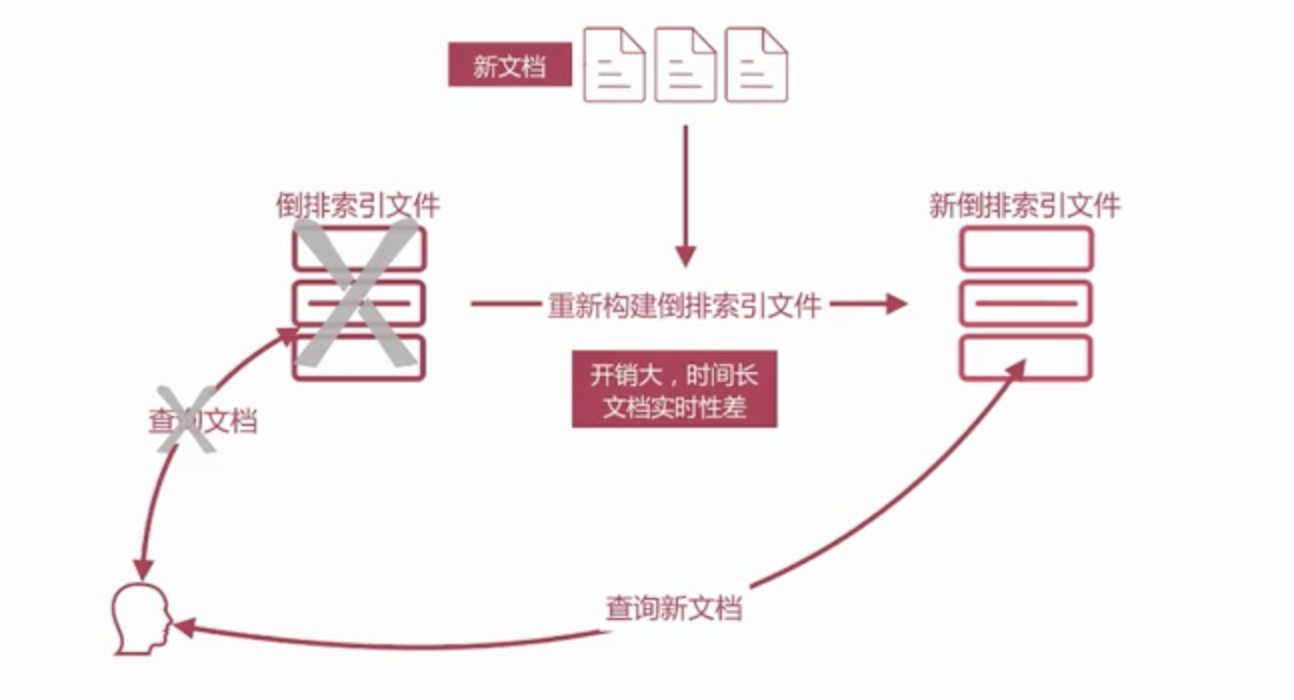 新文档
倒排索引文件
新倒排索引文件
重新构建倒排索引文件
开销大，时间长
文档实时性差
查询文档
查询新文档